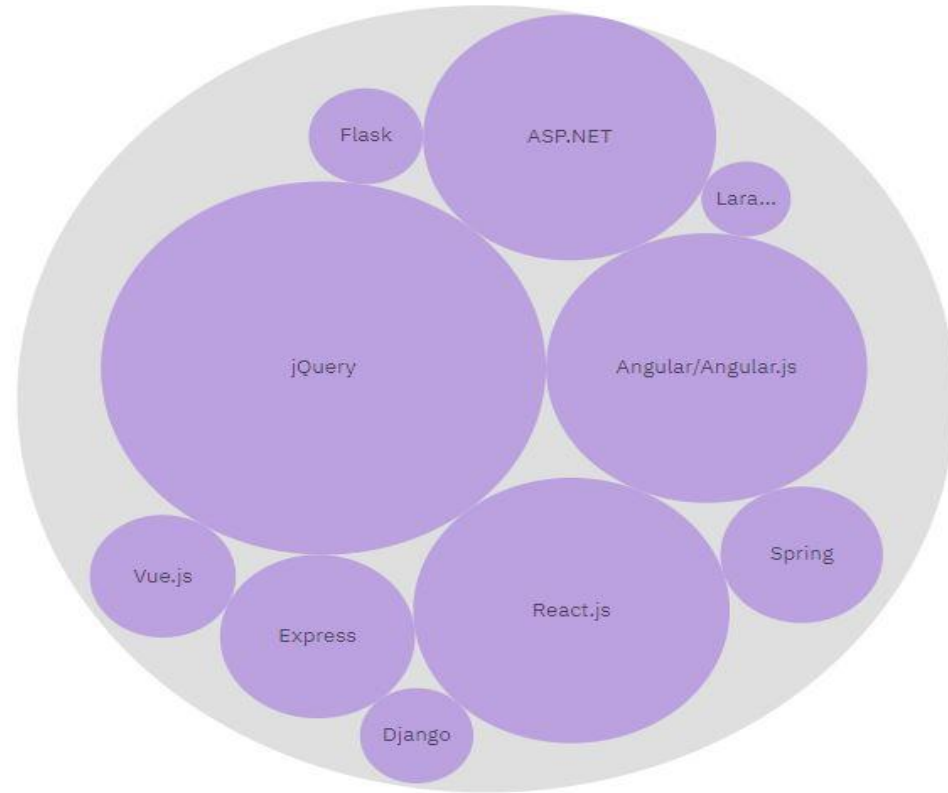 Flask
ASP.NET
Lara...
jQuery
Angular/Angular.js
Spring
Vue.js
React.js
Express
Django